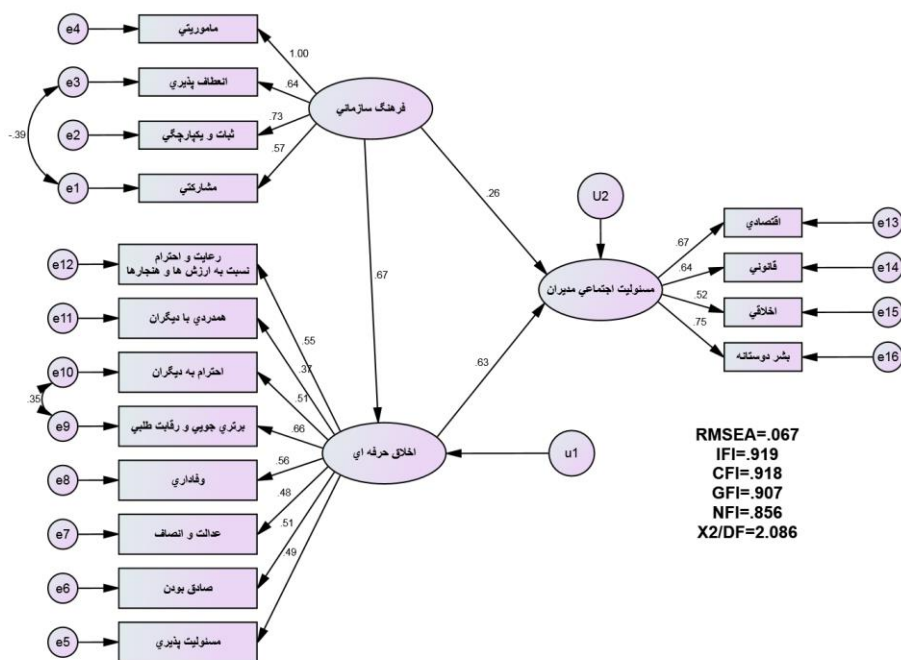 e4
ماموريتي
1.00
e3
انعطاف پذيري
.64
فرهنگ سازماني
-.39
e2
ثبات و يکپارچگي
.73
.57
e1
مشارکتي
.26
U2
e12
رعايت و احترام
نسبت به ارزش ها و هنجارها
.67
.67
اقتصادي
e13
.64
قانوني
e14
مسئوليت اجتماعي مديران
.52
اخلاقي
e15
.75
بشر دوستانه
e16
e11
همدردي با ديگران
.55
.37
e10
احترام به ديگران
.51
.63
.35
e9
برتري جويي و رقابت طلبي
.66
اخلاق حرفه اي
u1
e8
وفاداري
.56
.48
e7
عدالت و انصاف
.51
.49
e6
صادق بودن
e5
مسئوليت پذيري
RMSEA=.067
IFI=.919
CFI=.918
GFI=.907
NFI=.856
X2/DF=2.086